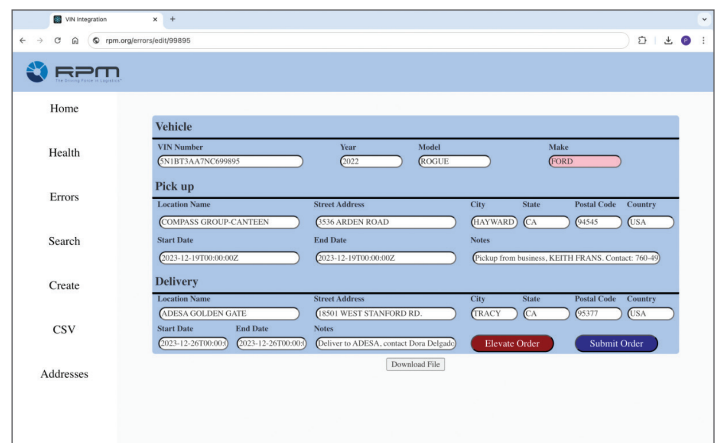 VIN Integration
rpm.org/errors/edit/99895
RPM
The Driving Force in Logistics
Home
Health
Errors
Search
Create
CSV
Addresses
Vehicle
VIN Number Year Model Make
5N1BT3AA7NC699895 2022 ROGUE FORD
Pick up
Location Name Street Address City State Postal Code Country
COMPASS GROUP-CANTEEN 3536 ARDEN ROAD HAYWARD CA 94545 USA
Start Date End Date Notes
2023-12-19T00:00:00Z 2023-12-19T00:00:00Z Pickup from business, KEITH FRANS. Contact: 760-49
Delivery
Location Name Street Address City State Postal Code Country
ADESA GOLDEN GATE 18501 WEST STANFORD RD. TRACY CA 95377 USA
Start Date End Date Notes
2023-12-26T00:00: 2023-12-26T00:00: Deliver to ADESA, contact Dora Delgado Elevate Order Submit Order
Download File